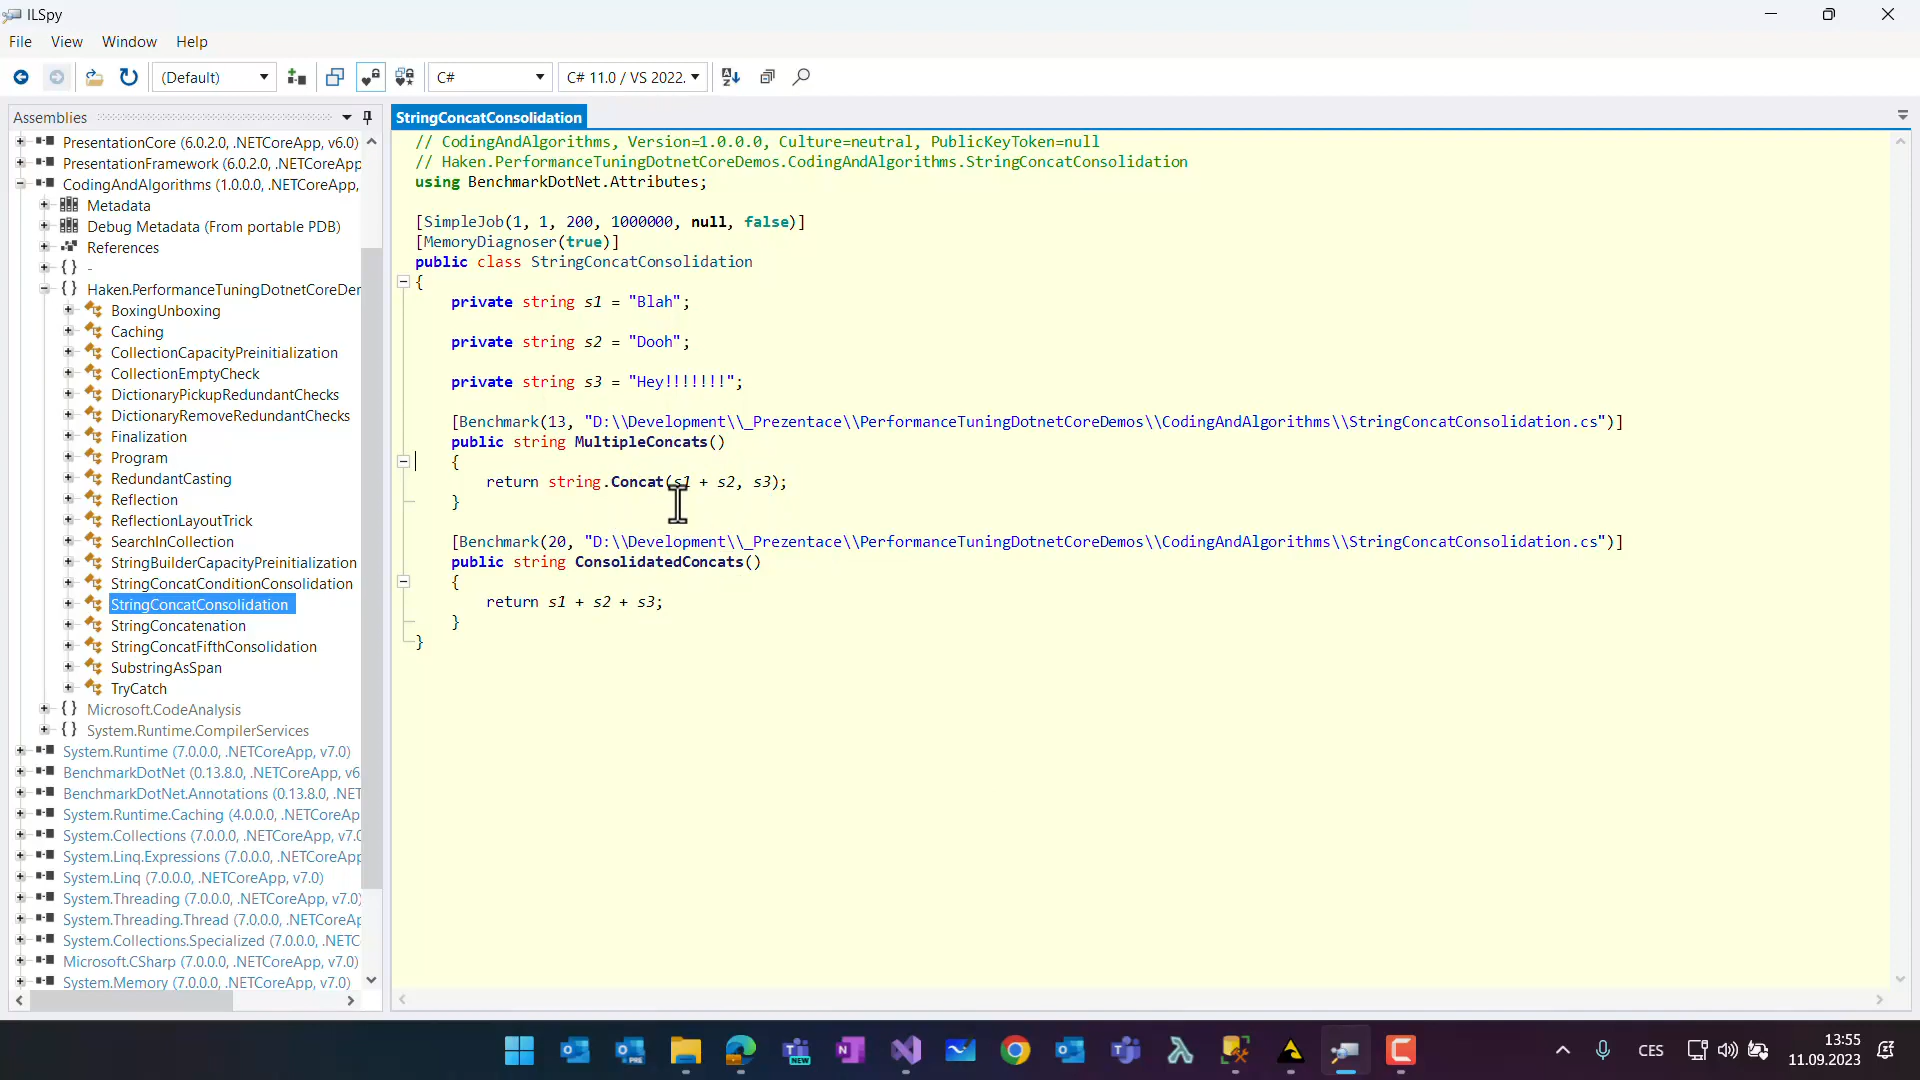 ILSpy
File View Window Help
(Default) C# C# 11.0 / VS 2022.
Assemblies
PresentationCore (6.0.2.0, .NETCoreApp, v6.0)
PresentationFramework (6.0.2.0, .NETCoreApp
CodingAndAlgorithms (1.0.0.0, .NETCoreApp,
Metadata
Debug Metadata (From portable PDB)
References
{ } -
{ } Haken.PerformanceTuningDotnetCoreDer
BoxingUnboxing
Caching
CollectionCapacityPreinitialization
CollectionEmptyCheck
DictionaryPickupRedundantChecks
DictionaryRemoveRedundantChecks
Finalization
Program
RedundantCasting
Reflection
ReflectionLayoutTrick
SearchInCollection
StringBuilderCapacityPreinitialization
StringConcatConditionConsolidation
StringConcatConsolidation
StringConcatenation
StringConcatFifthConsolidation
SubstringAsSpan
TryCatch
{ } Microsoft.CodeAnalysis
{ } System.Runtime.CompilerServices
System.Runtime (7.0.0.0, .NETCoreApp, v7.0)
BenchmarkDotNet (0.13.8.0, .NETCoreApp, v6
BenchmarkDotNet.Annotations (0.13.8.0, .NET
System.Runtime.Caching (4.0.0.0, .NETCoreAp
System.Collections (7.0.0.0, .NETCoreApp, v7.0
System.Linq.Expressions (7.0.0.0, .NETCoreApp
System.Linq (7.0.0.0, .NETCoreApp, v7.0)
System.Threading (7.0.0.0, .NETCoreApp, v7.0)
System.Threading.Thread (7.0.0.0, .NETCoreAp
System.Collections.Specialized (7.0.0.0, .NETC
Microsoft.CSharp (7.0.0.0, .NETCoreApp, v7.0)
System.Memory (7.0.0.0, .NETCoreApp, v7.0)
StringConcatConsolidation
// CodingAndAlgorithms, Version=1.0.0.0, Culture=neutral, PublicKeyToken=null
// Haken.PerformanceTuningDotnetCoreDemos.CodingAndAlgorithms.StringConcatConsolidation
using BenchmarkDotNet.Attributes;
[SimpleJob(1, 1, 200, 1000000, null, false)]
[MemoryDiagnoser(true)]
public class StringConcatConsolidation
{
private string s1 = "Blah";
private string s2 = "Dooh";
private string s3 = "Hey!!!!!!!";
[Benchmark(13, "D:\\Development\\_Prezentace\\PerformanceTuningDotnetCoreDemos\\CodingAndAlgorithms\\StringConcatConsolidation.cs")]
public string MultipleConcats()
{
return string.Concat(s1 + s2, s3);
}
[Benchmark(20, "D:\\Development\\_Prezentace\\PerformanceTuningDotnetCoreDemos\\CodingAndAlgorithms\\StringConcatConsolidation.cs")]
public string ConsolidatedConcats()
{
return s1 + s2 + s3;
}
}
CES
13:55
11.09.2023